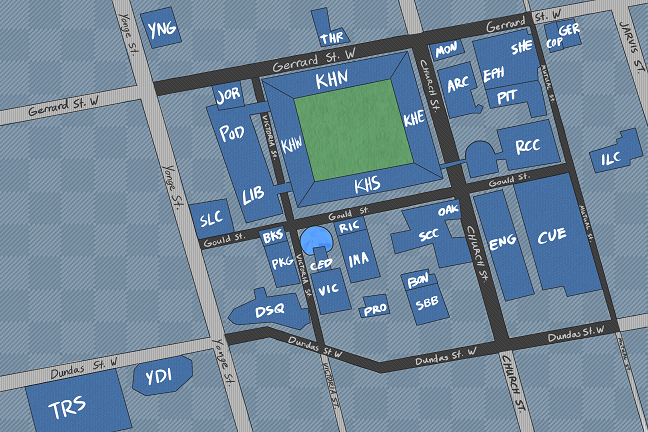 Yonge St.
YNG
THR
Gerrard St. W
GER
COP
JARVIS ST.
Gerrard St. W
MON
SHE
KHN
CHURCH ST.
ARC
EPH
PIT
MUTUAL ST.
Gerrard St. W
JOR
POD
VICTORIA ST.
KHW
KHE
RCC
ILC
Yonge St.
LIB
KHS
Gould St.
SLC
Gould St.
Gould St.
BKS
RIC
OAK
SCC
ENG
CUE
MUTUAL ST.
PKG
VICTORIA ST.
CED
IMA
CHURCH ST.
VIC
BON
SBB
DSQ
PRO
Dundas St. W
Dundas St. W
Dundas St. W
Yonge St.
Dundas St. W
YDI
TRS
VICTORIA ST.
CHURCH ST.
MUTUAL ST.